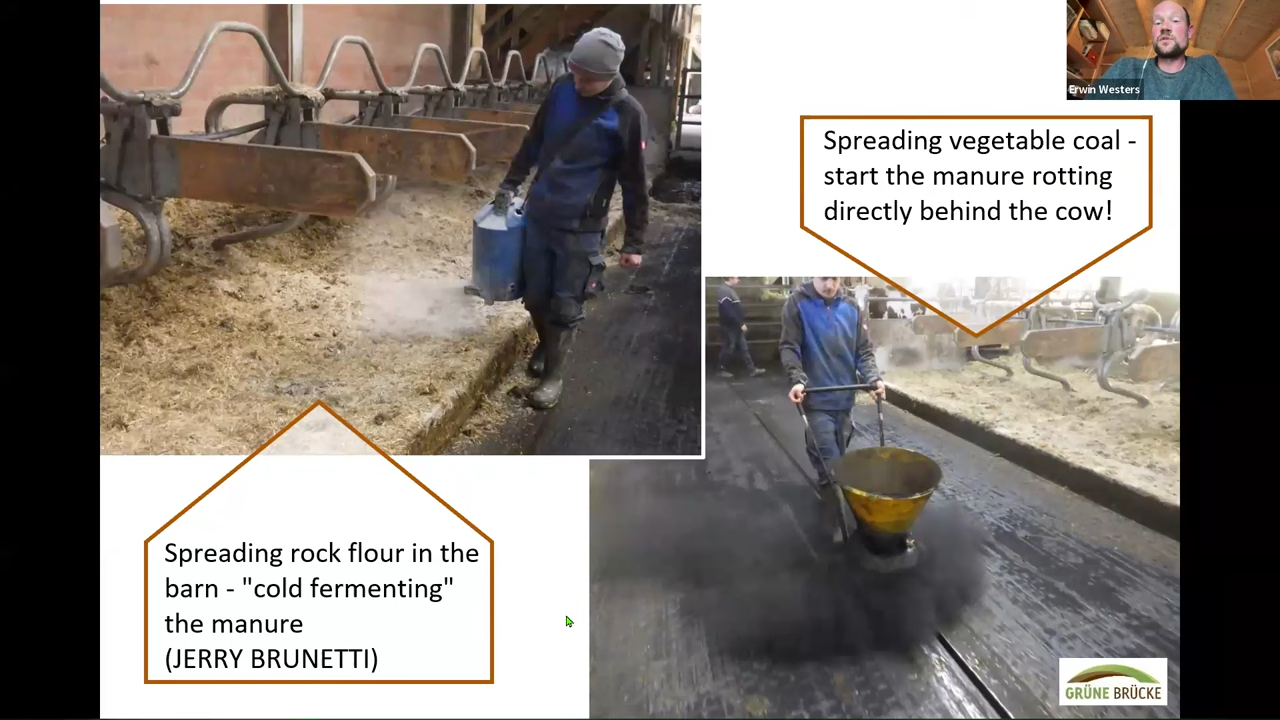 Erwin Westers
Spreading vegetable coal -
start the manure rotting
directly behind the cow!
Spreading rock flour in the
barn - "cold fermenting"
the manure
(JERRY BRUNETTI)
GRÜNE BRÜCKE